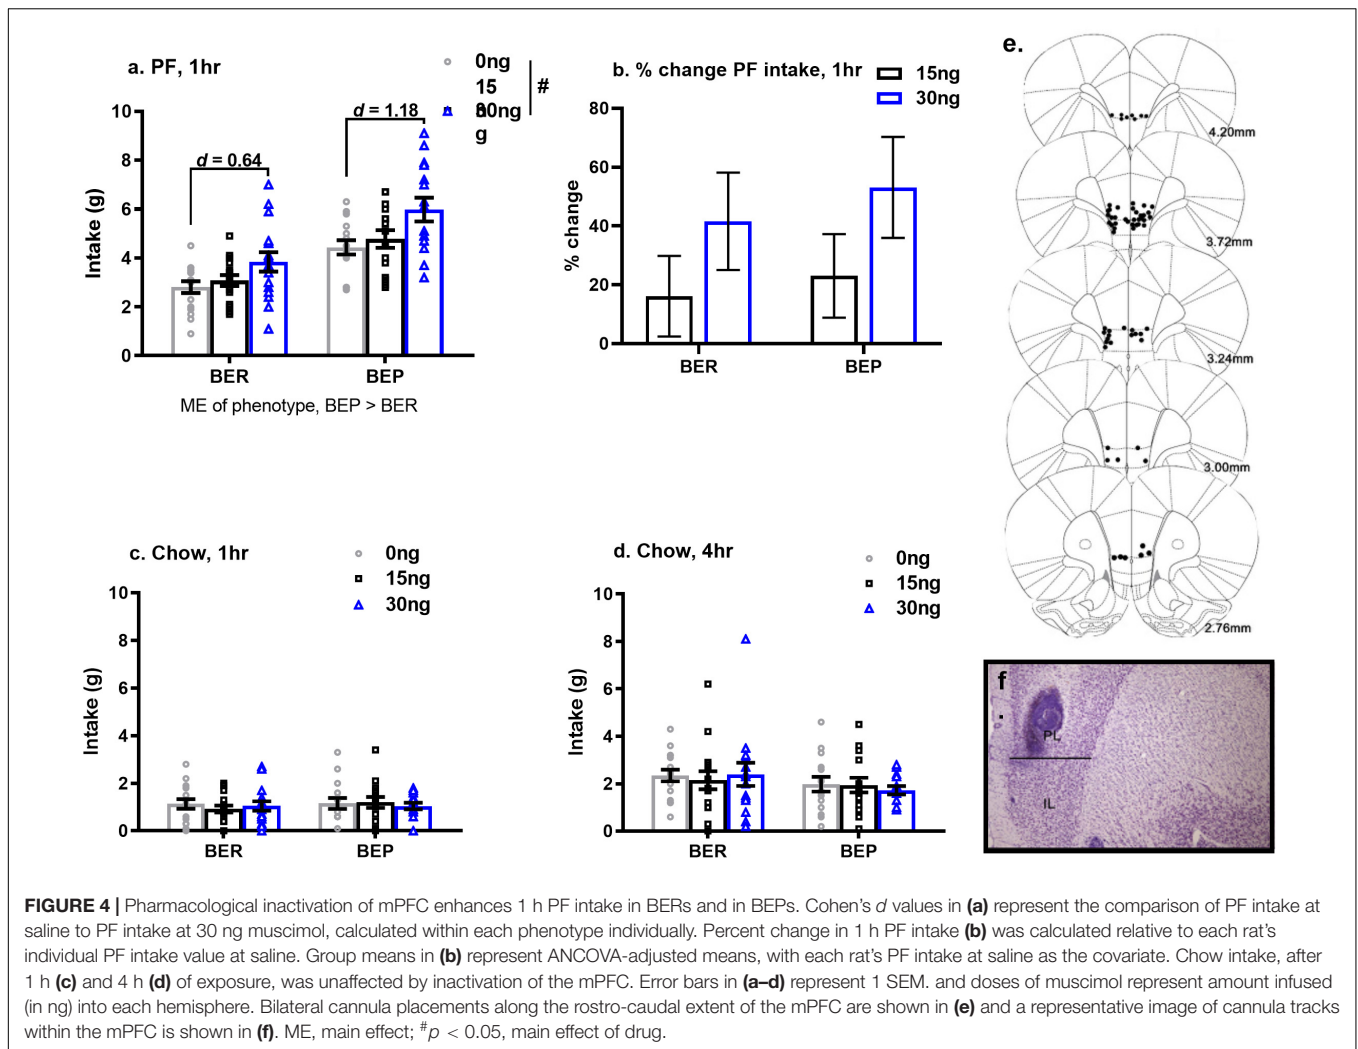 a. PF, 1hr
0ng
15
30ng
g
#
d = 0.64
d = 1.18
10
8
6
4
2
0
Intake (g)
BER
BEP
ME of phenotype, BEP > BER
b. % change PF intake, 1hr
15ng
30ng
80
60
40
20
0
% change
BER
BEP
e.
4.20mm
3.72mm
3.24mm
3.00mm
2.76mm
c. Chow, 1hr
0ng
15ng
30ng
10
8
6
4
2
0
Intake (g)
BER
BEP
d. Chow, 4hr
0ng
15ng
30ng
10
8
6
4
2
0
Intake (g)
BER
BEP
f
.
PL
IL
FIGURE 4 | Pharmacological inactivation of mPFC enhances 1 h PF intake in BERs and in BEPs. Cohen's d values in (a) represent the comparison of PF intake at
saline to PF intake at 30 ng muscimol, calculated within each phenotype individually. Percent change in 1 h PF intake (b) was calculated relative to each rat's
individual PF intake value at saline. Group means in (b) represent ANCOVA-adjusted means, with each rat's PF intake at saline as the covariate. Chow intake, after
1 h (c) and 4 h (d) of exposure, was unaffected by inactivation of the mPFC. Error bars in (a–d) represent 1 SEM. and doses of muscimol represent amount infused
(in ng) into each hemisphere. Bilateral cannula placements along the rostro-caudal extent of the mPFC are shown in (e) and a representative image of cannula tracks
within the mPFC is shown in (f). ME, main effect; #p < 0.05, main effect of drug.